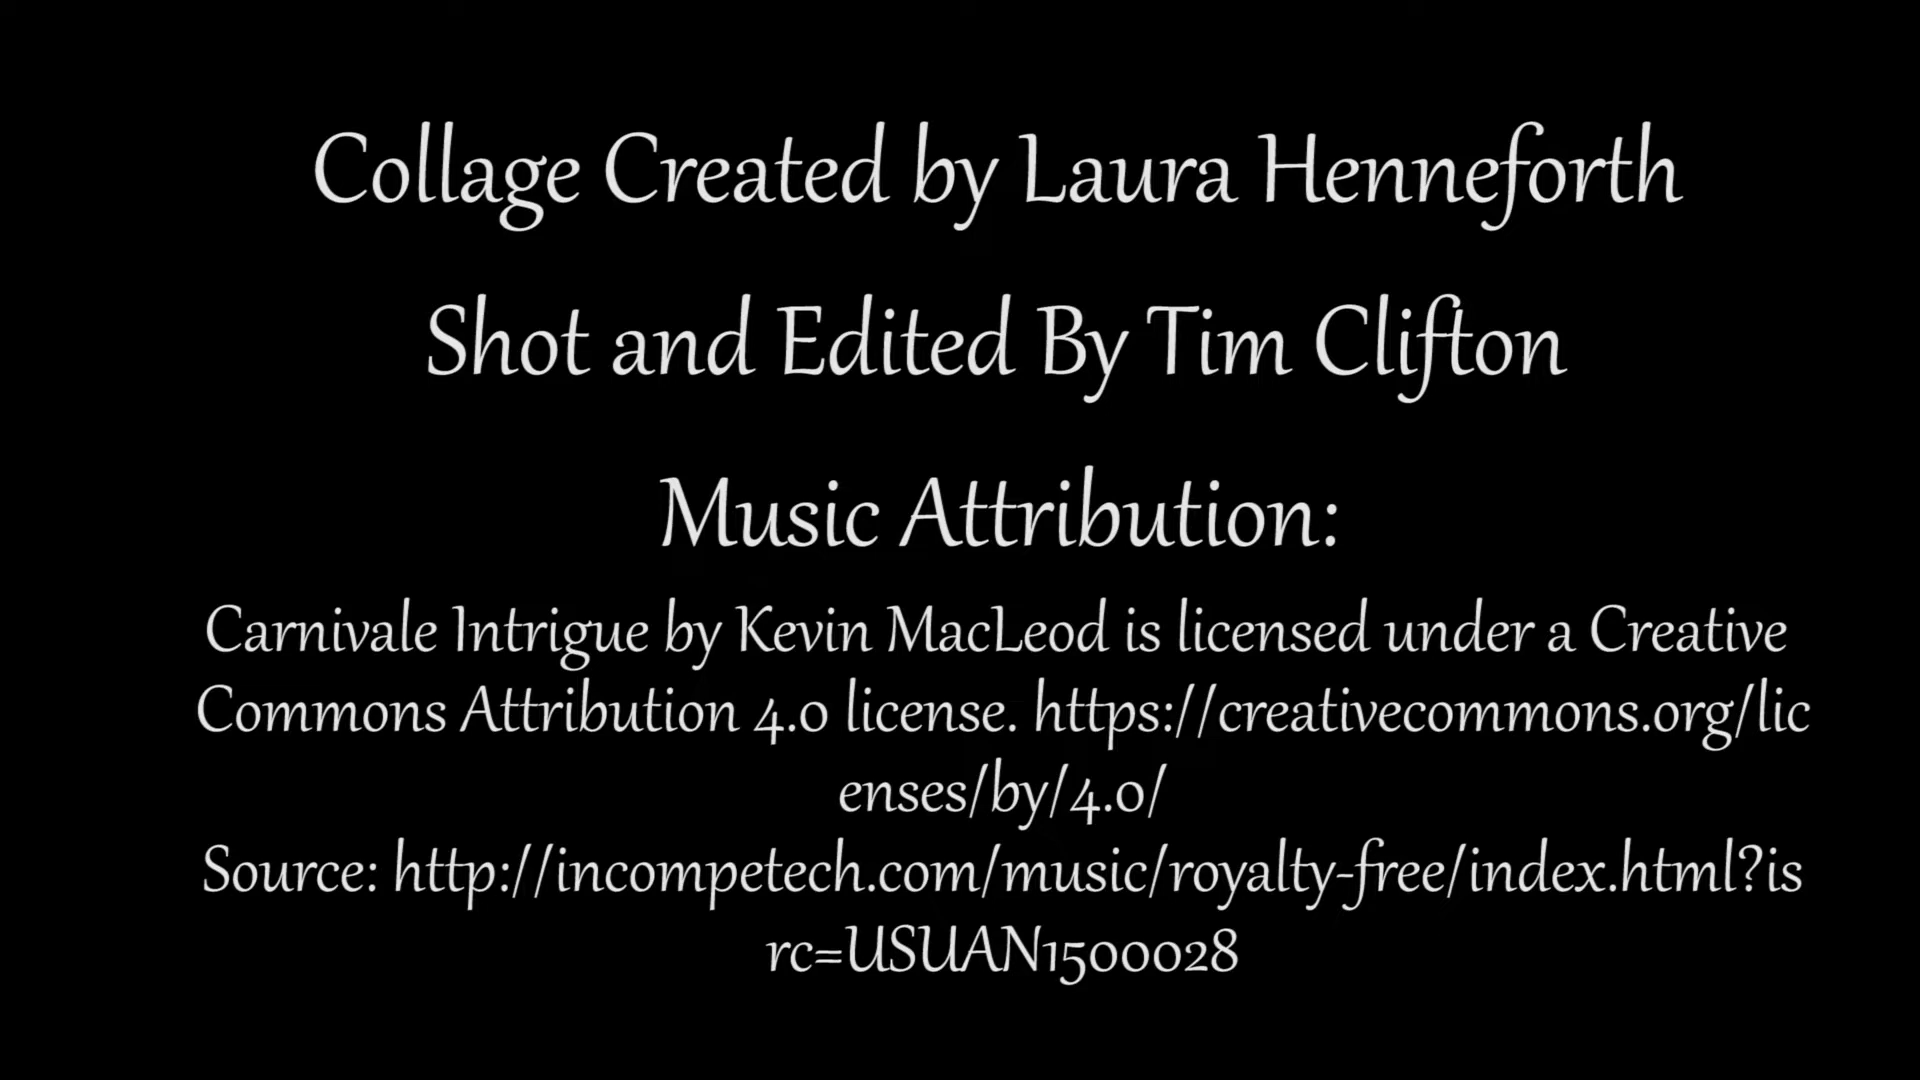 Collage Created by Laura Henneforth
Shot and Edited By Tim Clifton
Music Attribution:
Carnivale Intrigue by Kevin MacLeod is licensed under a Creative
Commons Attribution 4.0 license. https://creativecommons.org/lic
enses/by/4.0/
Source: http://incompetech.com/music/royalty-free/index.html?is
rc=USUAN1500028